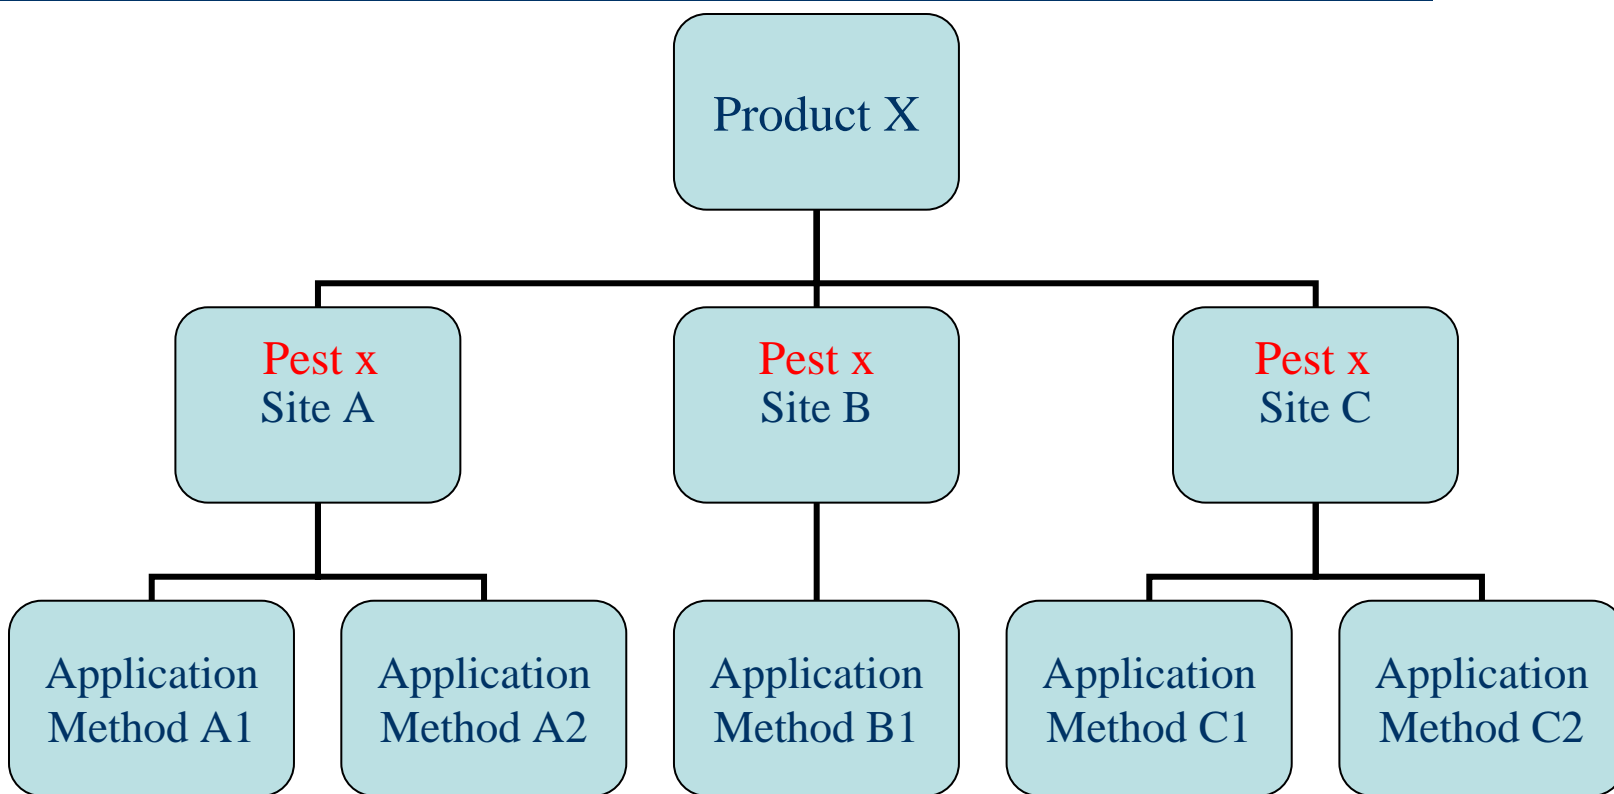 Product X
Pest x
Site A
Pest x
Site B
Pest x
Site C
Application
Method A1
Application
Method A2
Application
Method B1
Application
Method C1
Application
Method C2